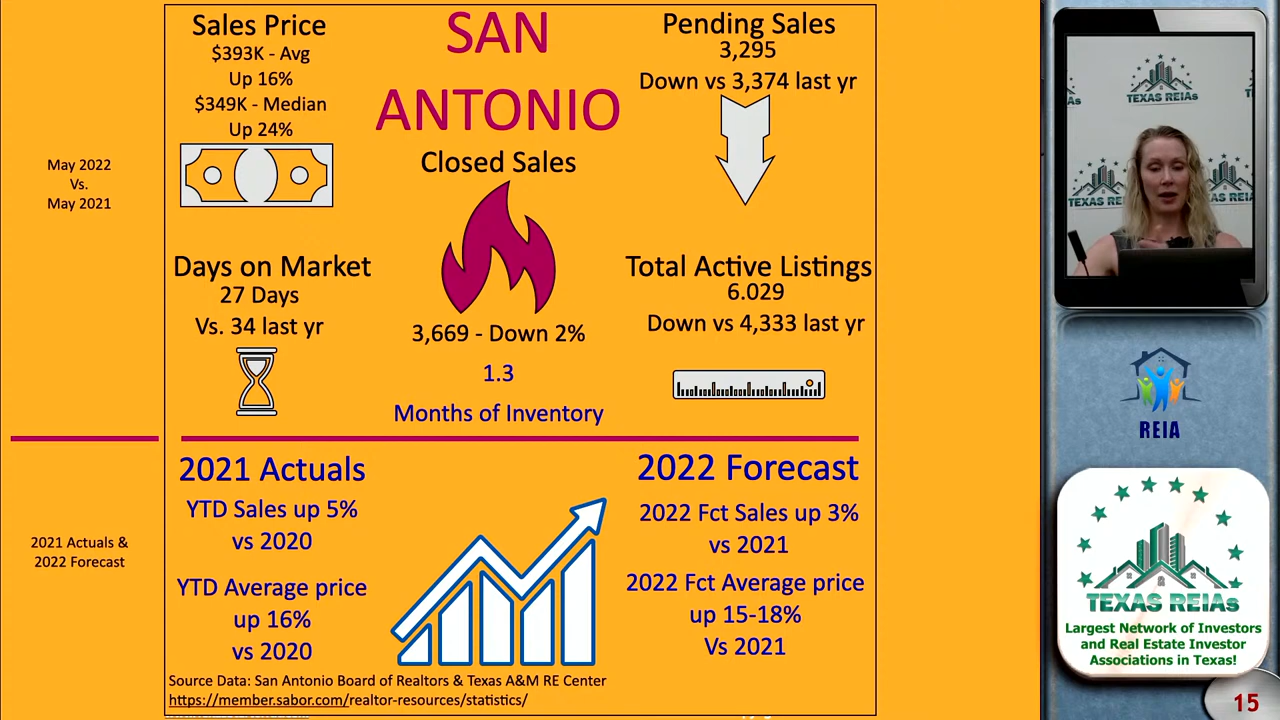 May 2022
Vs.
May 2021
Sales Price
$393K - Avg
Up 16%
$349K - Median
Up 24%
SAN
ANTONIO
Closed Sales
3,669 - Down 2%
1.3
Months of Inventory
Pending Sales
3,295
Down vs 3,374 last yr
Days on Market
27 Days
Vs. 34 last yr
Total Active Listings
6.029
Down vs 4,333 last yr
2021 Actuals &
2022 Forecast
2021 Actuals
YTD Sales up 5%
vs 2020
YTD Average price
up 16%
vs 2020
2022 Forecast
2022 Fct Sales up 3%
vs 2021
2022 Fct Average price
up 15-18%
Vs 2021
Source Data: San Antonio Board of Realtors & Texas A&M RE Center
https://member.sabor.com/realtor-resources/statistics/
TEXAS REIAs
TEXAS REIA
REIA
TEXAS REIAs
Largest Network of Investors
and Real Estate Investor
Associations in Texas!
15